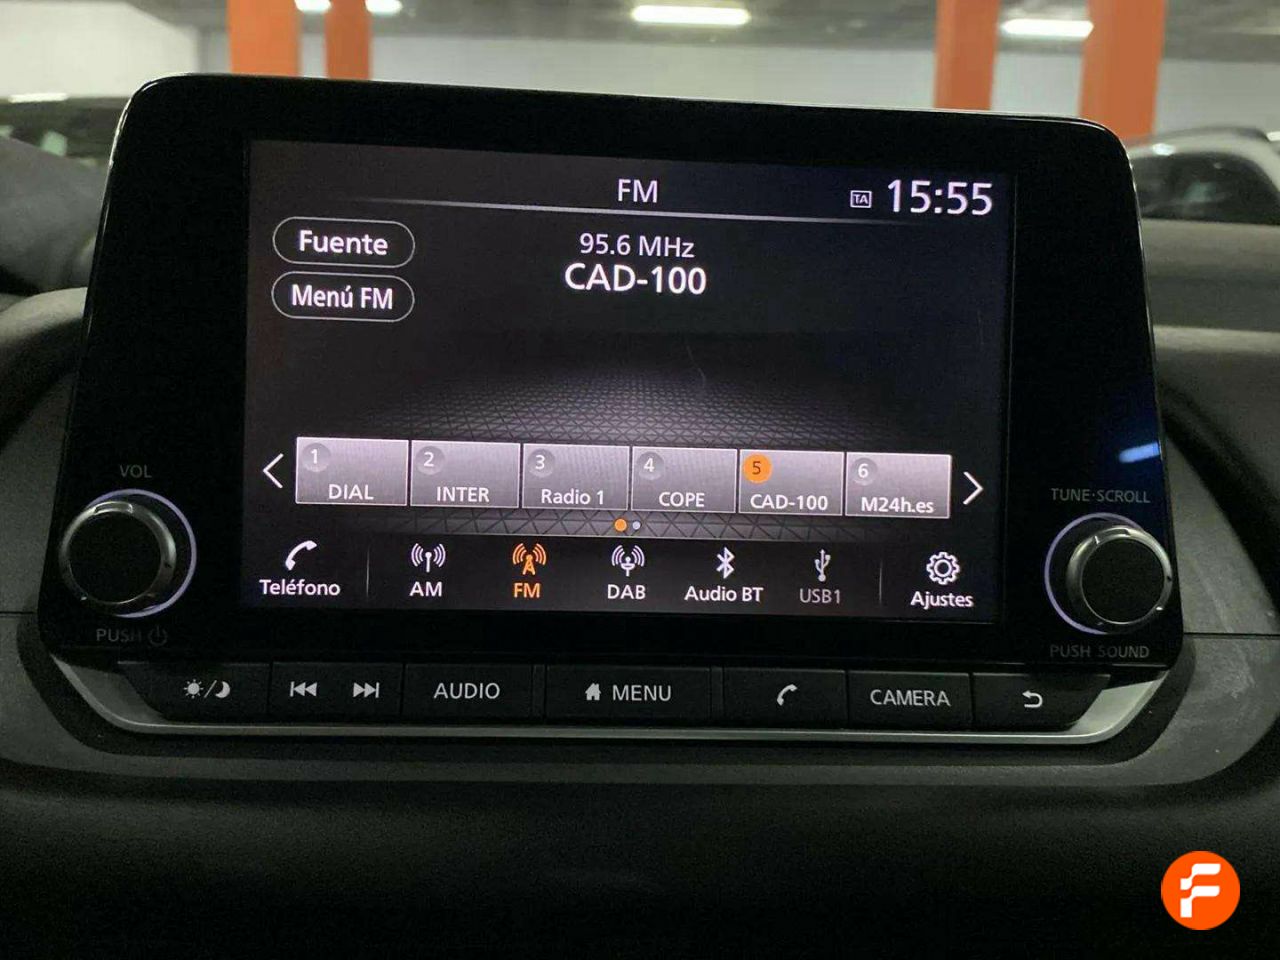 FM
TA 15:55
Fuente
95.6 MHz
CAD-100
Menú FM
1 2 3 4 5 6
DIAL INTER Radio 1 COPE CAD-100 M24h.es
VOL
TUNE·SCROLL
Teléfono AM FM DAB Audio BT USB1 Ajustes
PUSH
PUSH SOUND
AUDIO MENU CAMERA
F